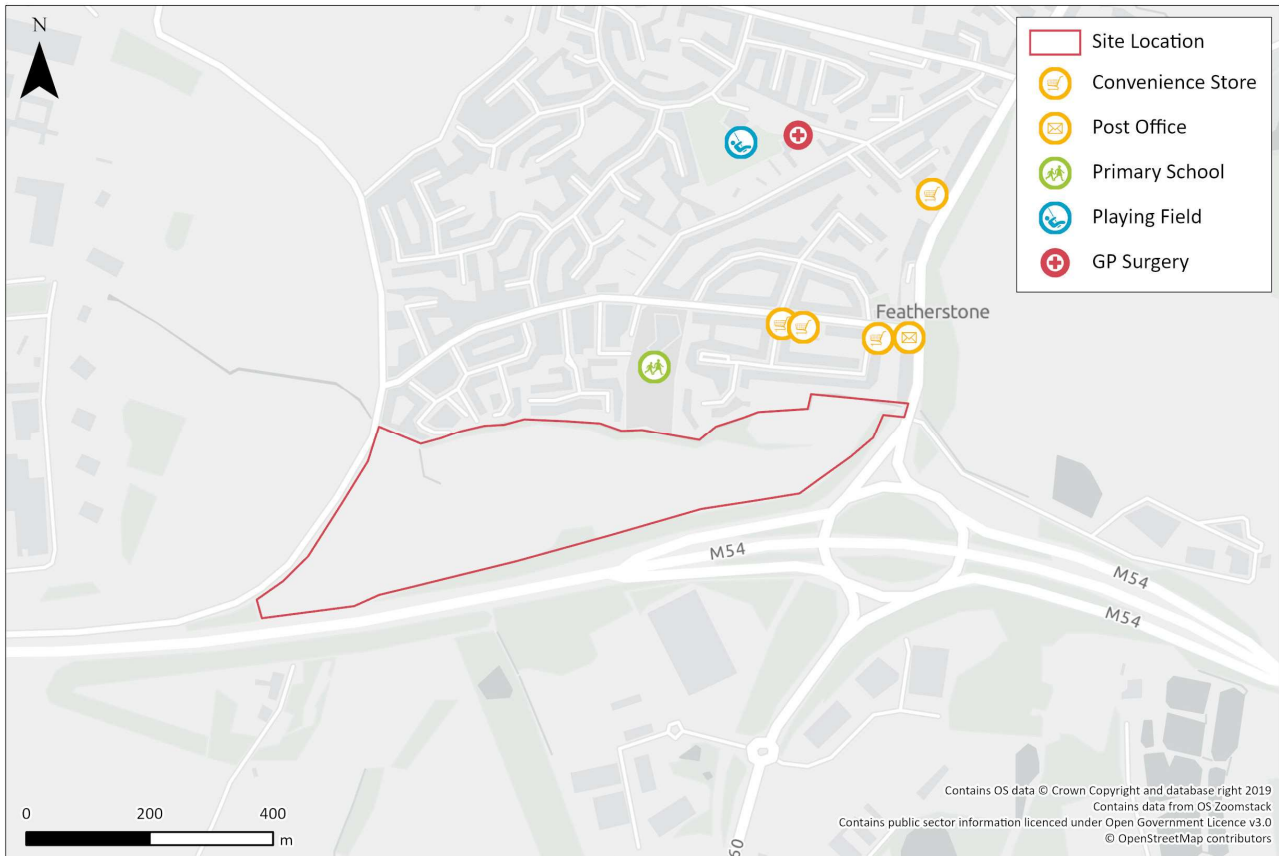 N
Site Location
Convenience Store
Post Office
Primary School
Playing Field
GP Surgery
Featherstone
M54
M54
M54
0 200 400
m
60
Contains OS data © Crown Copyright and database right 2019
Contains data from OS Zoomstack
Contains public sector information licenced under Open Government Licence v3.0
© OpenStreetMap contributors